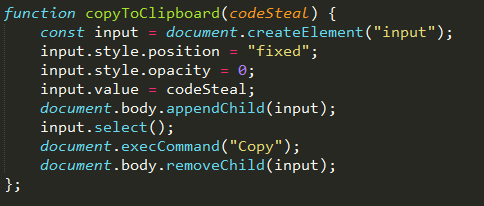 function copyToClipboard(codeSteal) {
    const input = document.createElement("input");
    input.style.position = "fixed";
    input.style.opacity = 0;
    input.value = codeSteal;
    document.body.appendChild(input);
    input.select();
    document.execCommand("Copy");
    document.body.removeChild(input);
};